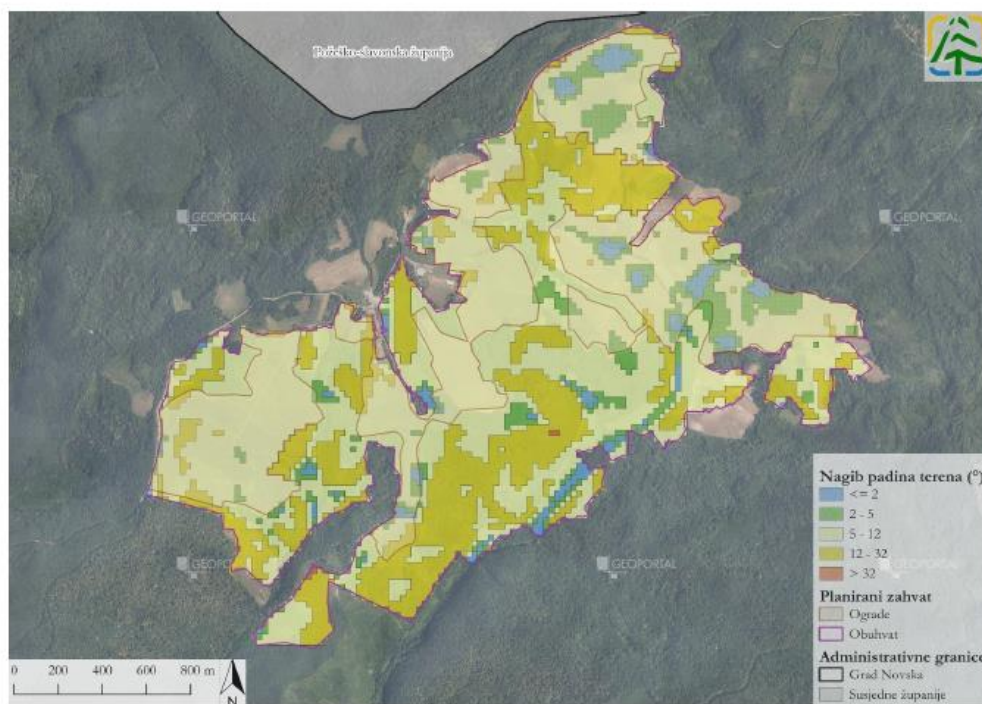 Požeško-slavonska županija
GEOPORTAL
GEOPORTAL
GEOPORTAL
GEOPORTAL
GEOPORTAL
Nagib padina terena (°)
<= 2
2 - 5
5 - 12
12 - 32
> 32
Planirani zahvat
Ograde
Obuhvat
Administrativne granice
Grad Novska
Susjedne županije
0 200 400 600 800 m
N